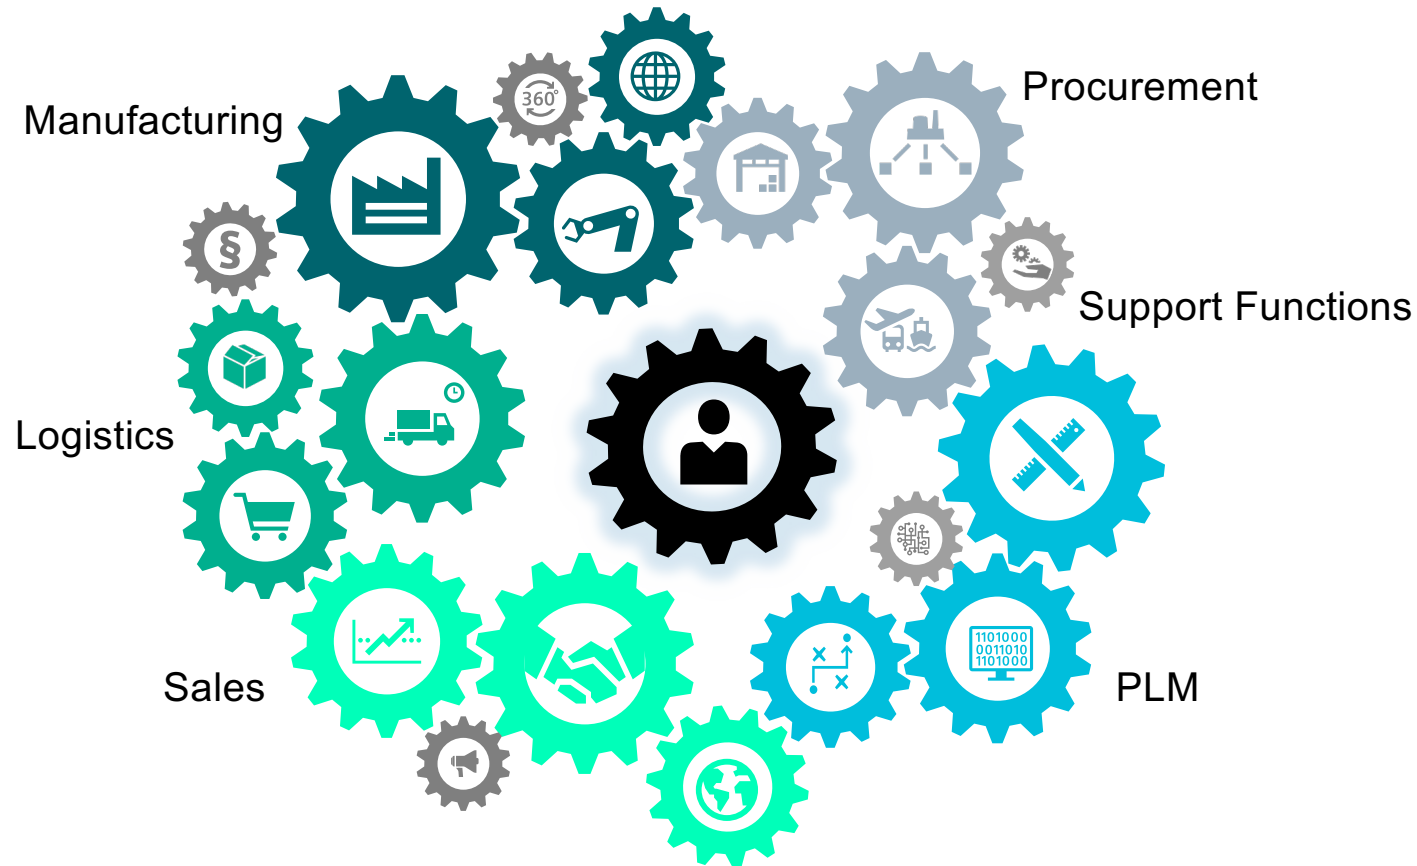 Procurement
Manufacturing
360°
§
Support Functions
Logistics
1101000
0011010
1101000
Sales
PLM